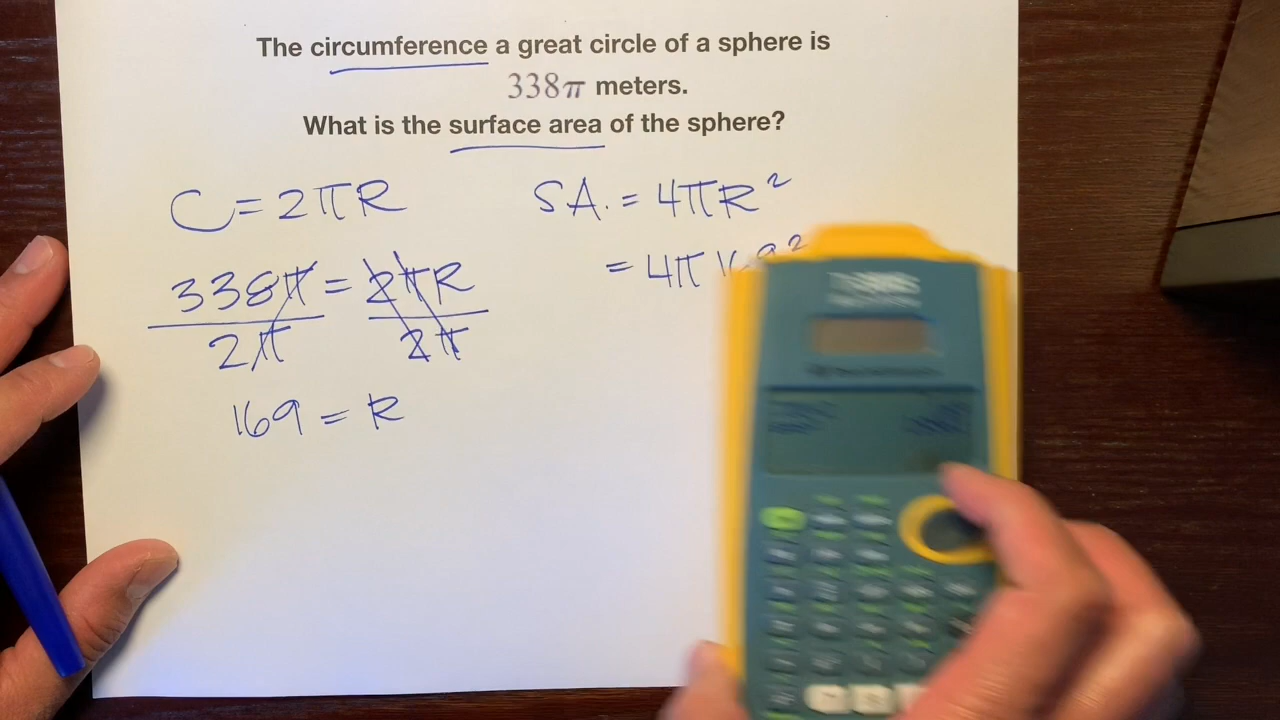 The circumference a great circle of a sphere is
338π meters.
What is the surface area of the sphere?
C = 2πR
338π = 2πR
2π 2π
169 = R
S.A. = 4πR²
= 4π 169²